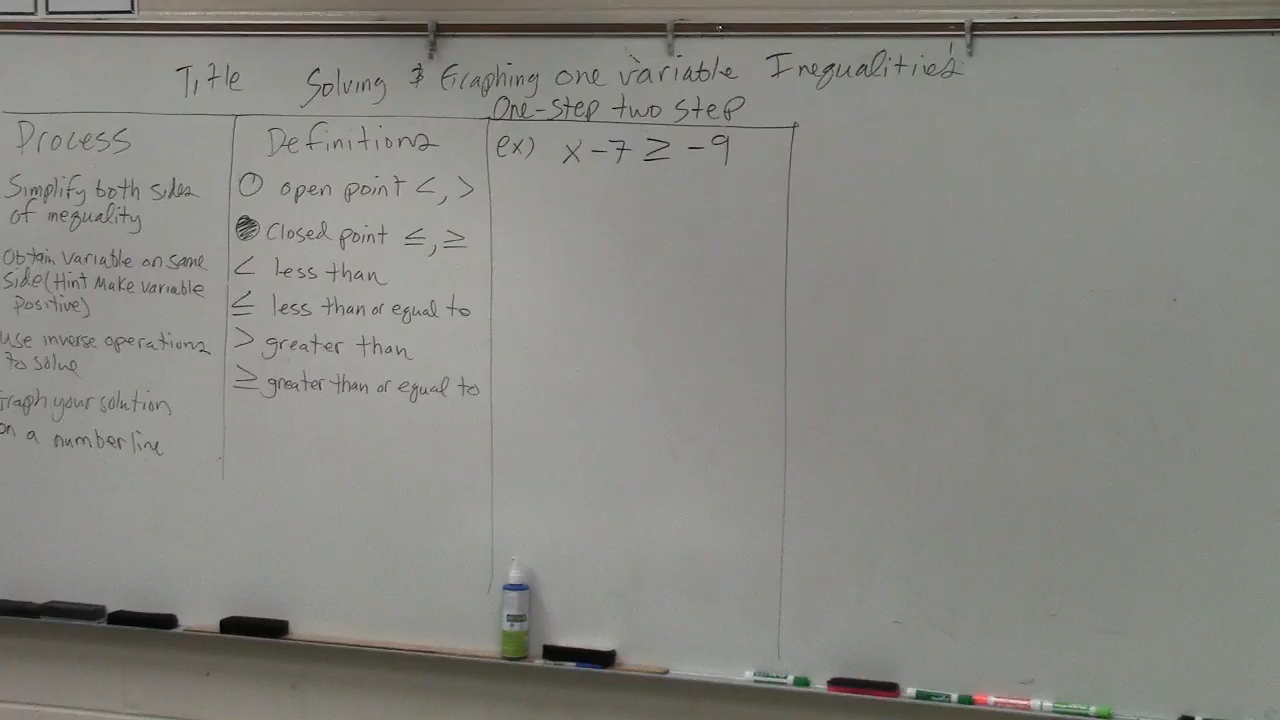 Title Solving & Graphing one variable Inequalities
One-step two step
Process
Simplify both sides
of inequality
Obtain variable on same
side (Hint Make variable
positive)
use inverse operations
to solve
Graph your solution
on a number line
Definitions
open point <, >
Closed point ≤, ≥
< less than
≤ less than or equal to
> greater than
≥ greater than or equal to
ex) x - 7 ≥ -9